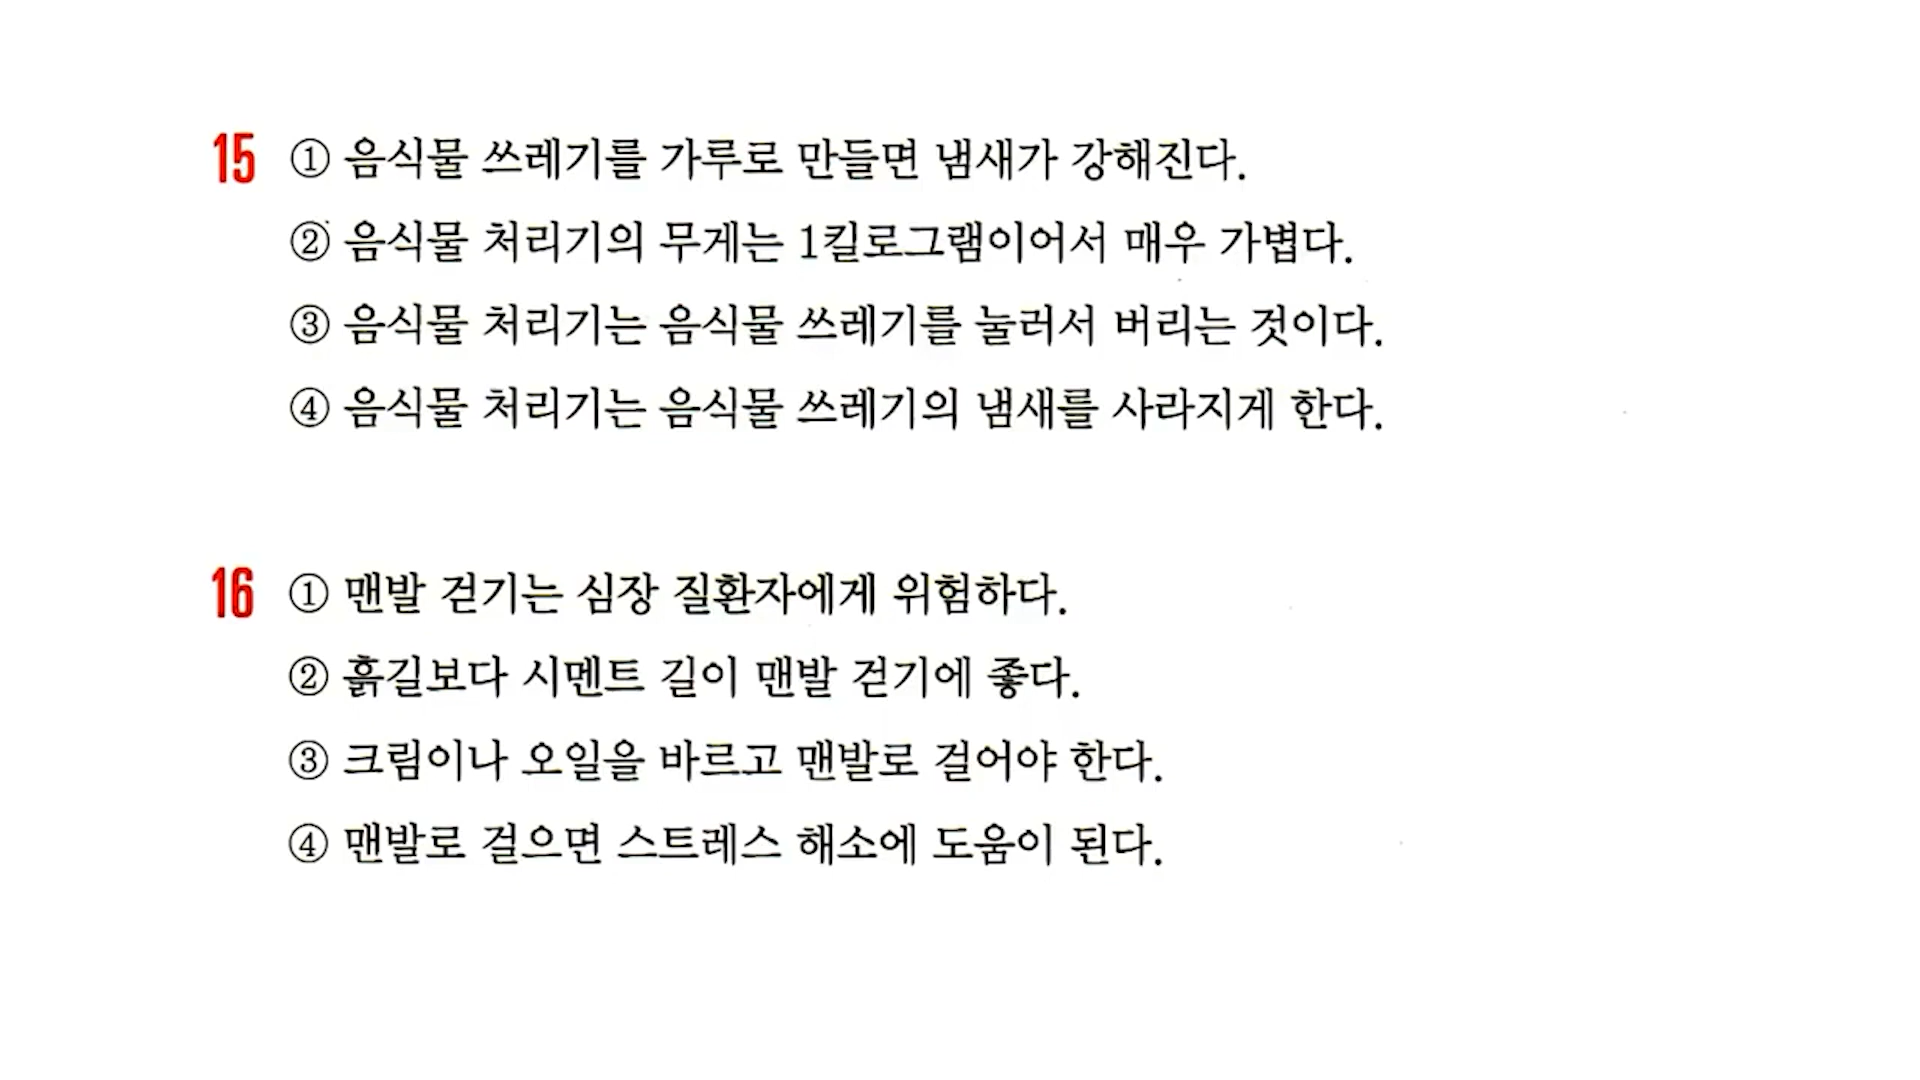 15 ① 음식물 쓰레기를 가루로 만들면 냄새가 강해진다.
② 음식물 처리기의 무게는 1킬로그램이어서 매우 가볍다.
③ 음식물 처리기는 음식물 쓰레기를 눌러서 버리는 것이다.
④ 음식물 처리기는 음식물 쓰레기의 냄새를 사라지게 한다.
16 ① 맨발 걷기는 심장 질환자에게 위험하다.
② 흙길보다 시멘트 길이 맨발 걷기에 좋다.
③ 크림이나 오일을 바르고 맨발로 걸어야 한다.
④ 맨발로 걸으면 스트레스 해소에 도움이 된다.